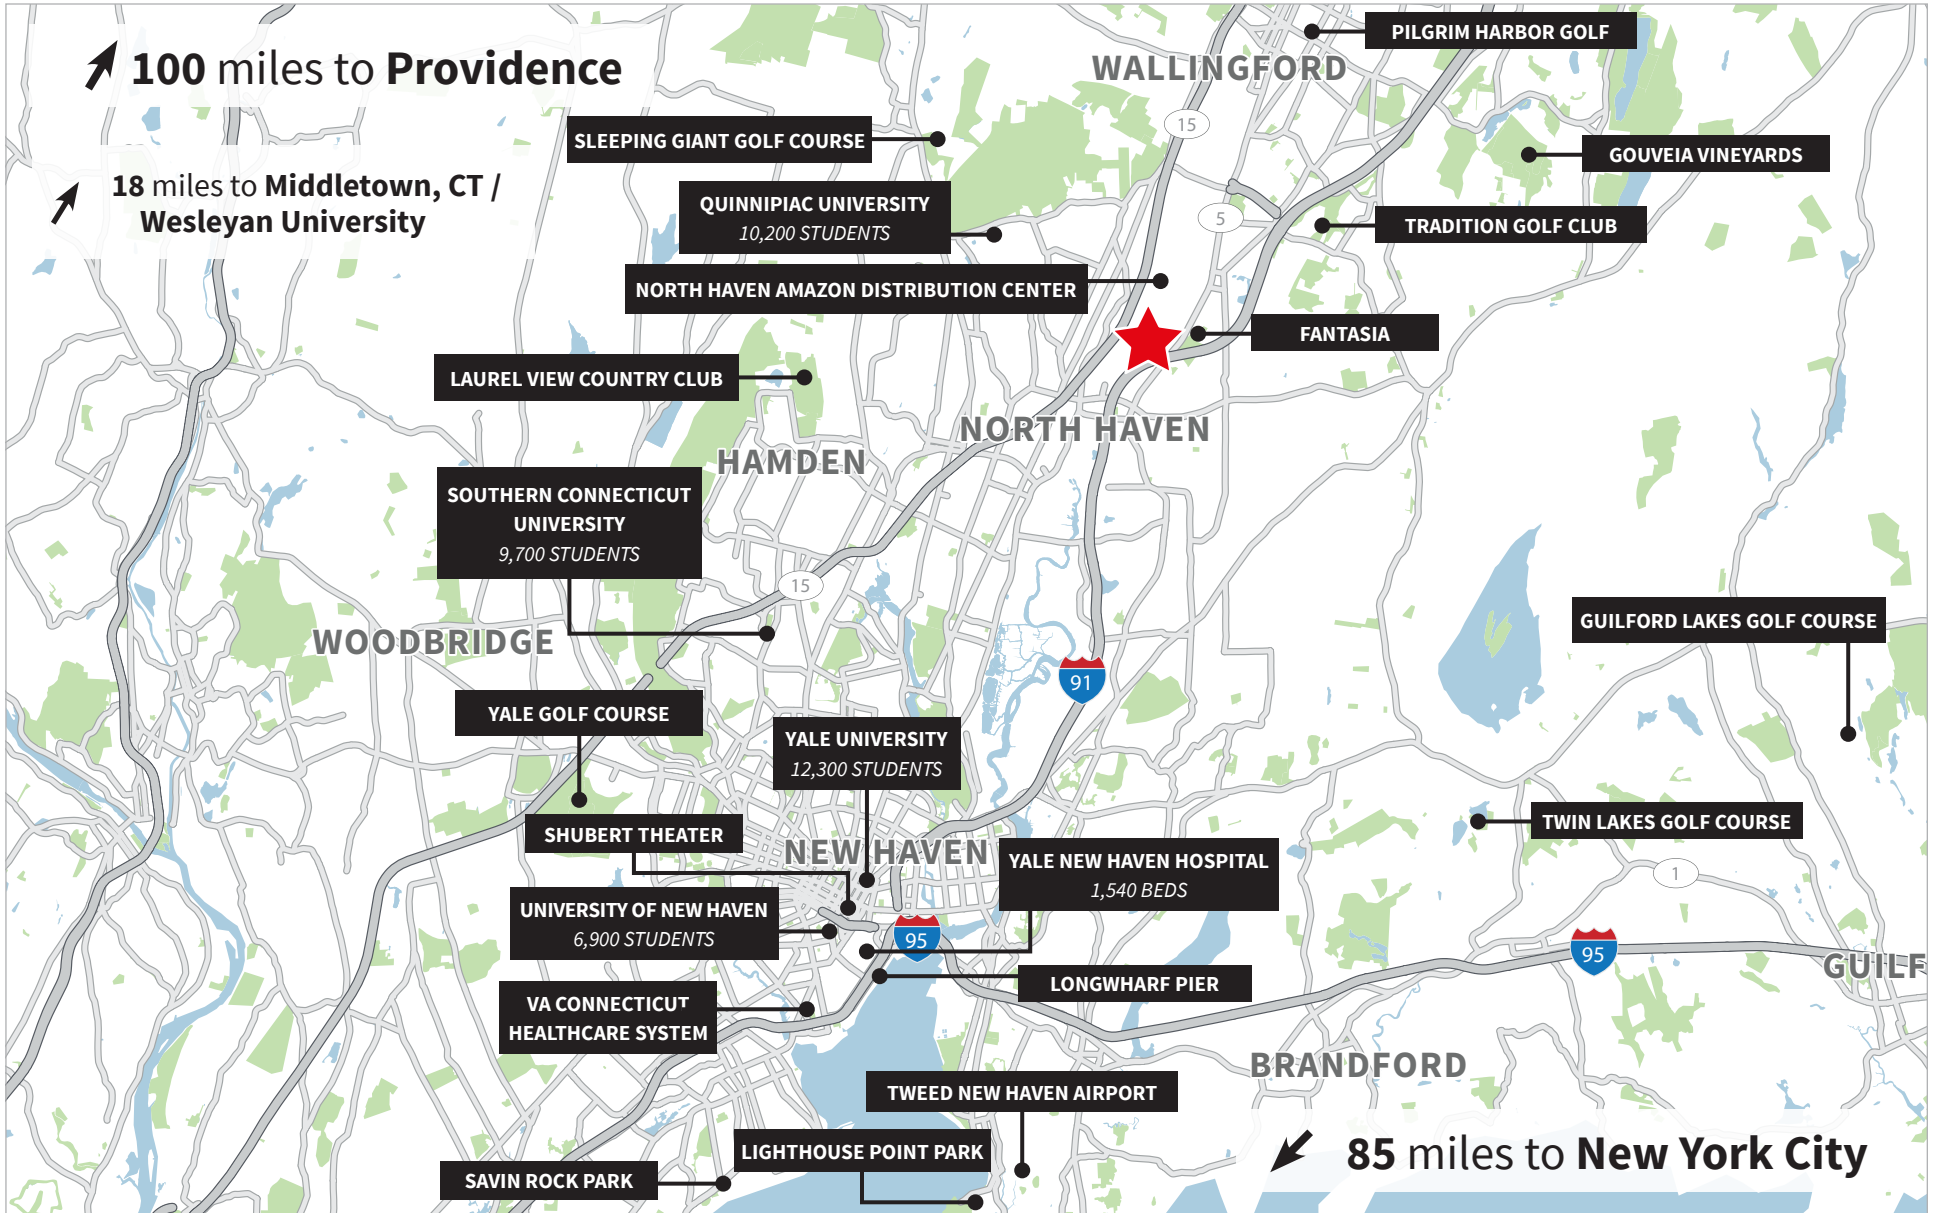 100 miles to Providence
18 miles to Middletown, CT /
Wesleyan University
PILGRIM HARBOR GOLF
WALLINGFORD
15
SLEEPING GIANT GOLF COURSE
GOUVEIA VINEYARDS
QUINNIPIAC UNIVERSITY
10,200 STUDENTS
5
TRADITION GOLF CLUB
NORTH HAVEN AMAZON DISTRIBUTION CENTER
FANTASIA
LAUREL VIEW COUNTRY CLUB
NORTH HAVEN
HAMDEN
SOUTHERN CONNECTICUT
UNIVERSITY
9,700 STUDENTS
15
WOODBRIDGE
GUILFORD LAKES GOLF COURSE
91
YALE GOLF COURSE
YALE UNIVERSITY
12,300 STUDENTS
TWIN LAKES GOLF COURSE
SHUBERT THEATER
NEW HAVEN
YALE NEW HAVEN HOSPITAL
1,540 BEDS
1
UNIVERSITY OF NEW HAVEN
6,900 STUDENTS
95
95
GUILF
LONGWHARF PIER
VA CONNECTICUT
HEALTHCARE SYSTEM
BRANDFORD
TWEED NEW HAVEN AIRPORT
LIGHTHOUSE POINT PARK
85 miles to New York City
SAVIN ROCK PARK